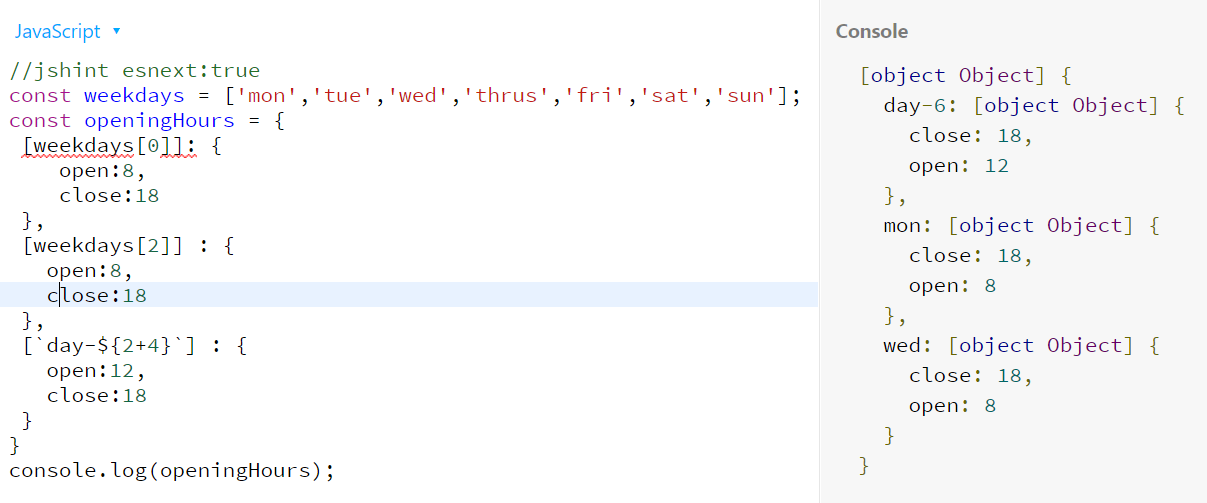 JavaScript
//jshint esnext:true
const weekdays = ['mon','tue','wed','thrus','fri','sat','sun'];
const openingHours = {
[weekdays[0]]: {
open:8,
close:18
},
[weekdays[2]] : {
open:8,
close:18
},
[`day-${2+4}`] : {
open:12,
close:18
}
}
console.log(openingHours);
Console
[object Object] {
day-6: [object Object] {
close: 18,
open: 12
},
mon: [object Object] {
close: 18,
open: 8
},
wed: [object Object] {
close: 18,
open: 8
}
}